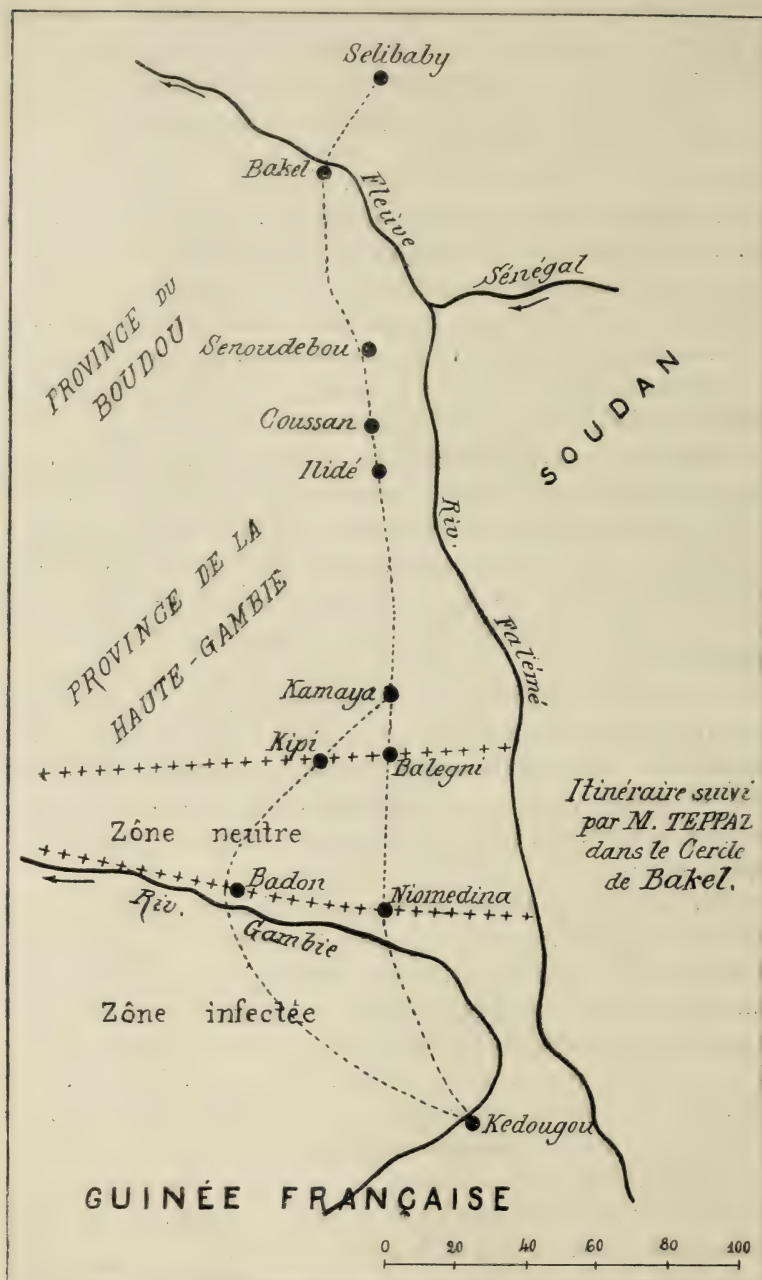 Selibaby
Bakel
Fleuve
Sénégal
PROVINCE DU
BOUDOU
Senoudebou
SOUDAN
Coussan
Ilidé
Riv.
Falémé
PROVINCE DE LA
HAUTE-GAMBIE
Kamaya
Kipi
Balegni
Itinéraire suivi
par M. TEPPAZ
dans le Cercle
de Bakel.
Zône neutre
Badon
Niomedina
Riv.
Gambie
Zône infectée
Kedougou
GUINÉE FRANÇAISE
0 20 40 60 80 100